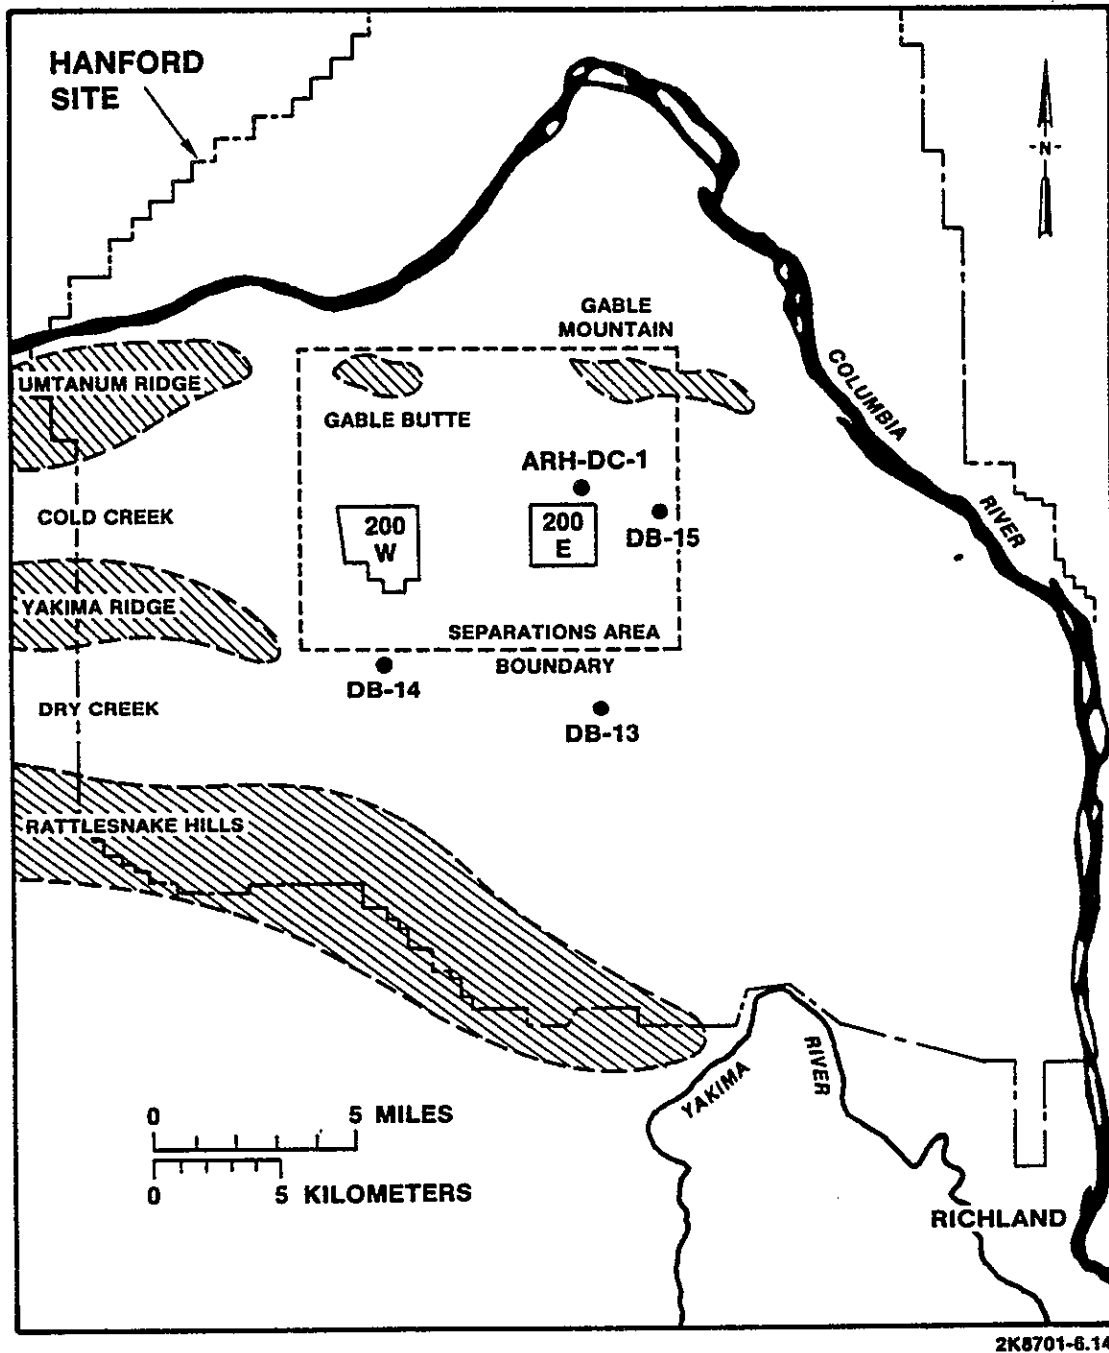 HANFORD
SITE
-N-
GABLE
MOUNTAIN
UMTANUM RIDGE
GABLE BUTTE
COLUMBIA
RIVER
ARH-DC-1
COLD CREEK
200
W
200
E
DB-15
YAKIMA RIDGE
SEPARATIONS AREA
BOUNDARY
DB-14
DRY CREEK
DB-13
RATTLESNAKE HILLS
YAKIMA
RIVER
0 5 MILES
0 5 KILOMETERS
RICHLAND
2K8701-6.14